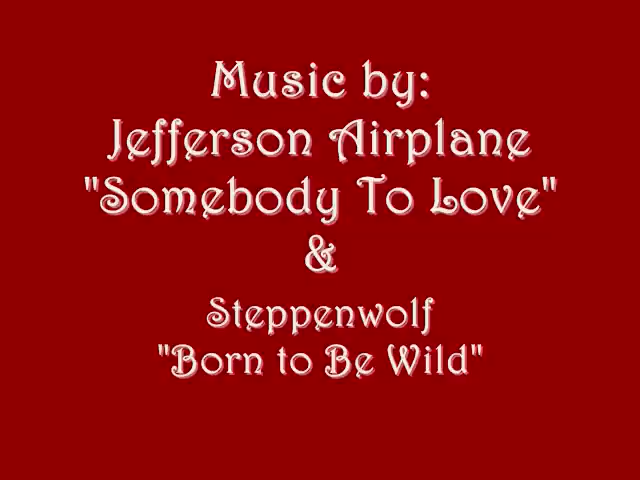 Music by:
Jefferson Airplane
"Somebody To Love"
&
Steppenwolf
"Born to Be Wild"